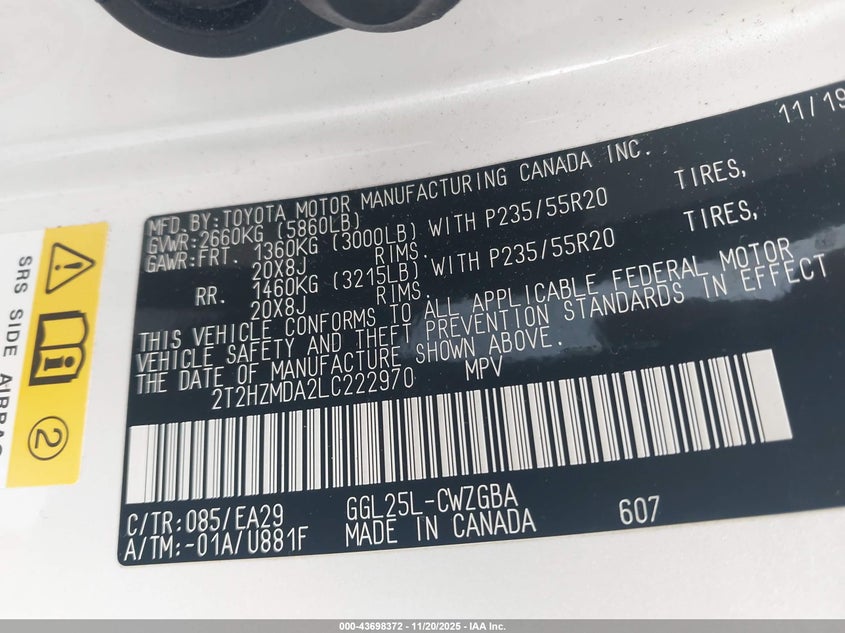 11/19
MFD. BY: TOYOTA MOTOR MANUFACTURING CANADA INC.
GVWR: 2660KG (5860LB)
GAWR: FRT. 1360KG (3000LB) WITH P235/55R20 TIRES,
20X8J RIMS.
RR. 1460KG (3215LB) WITH P235/55R20 TIRES,
20X8J RIMS.
THIS VEHICLE CONFORMS TO ALL APPLICABLE FEDERAL MOTOR
VEHICLE SAFETY AND THEFT PREVENTION STANDARDS IN EFFECT
THE DATE OF MANUFACTURE SHOWN ABOVE.
2T2HZMDA2LC222970 MPV
C/TR: 085/EA29 GGL25L-CWZGBA
A/TM: -01A/U881F MADE IN CANADA 607
SRS SIDE AIRBAG
2
000-43698372 - 11/20/2025 - IAA Inc.